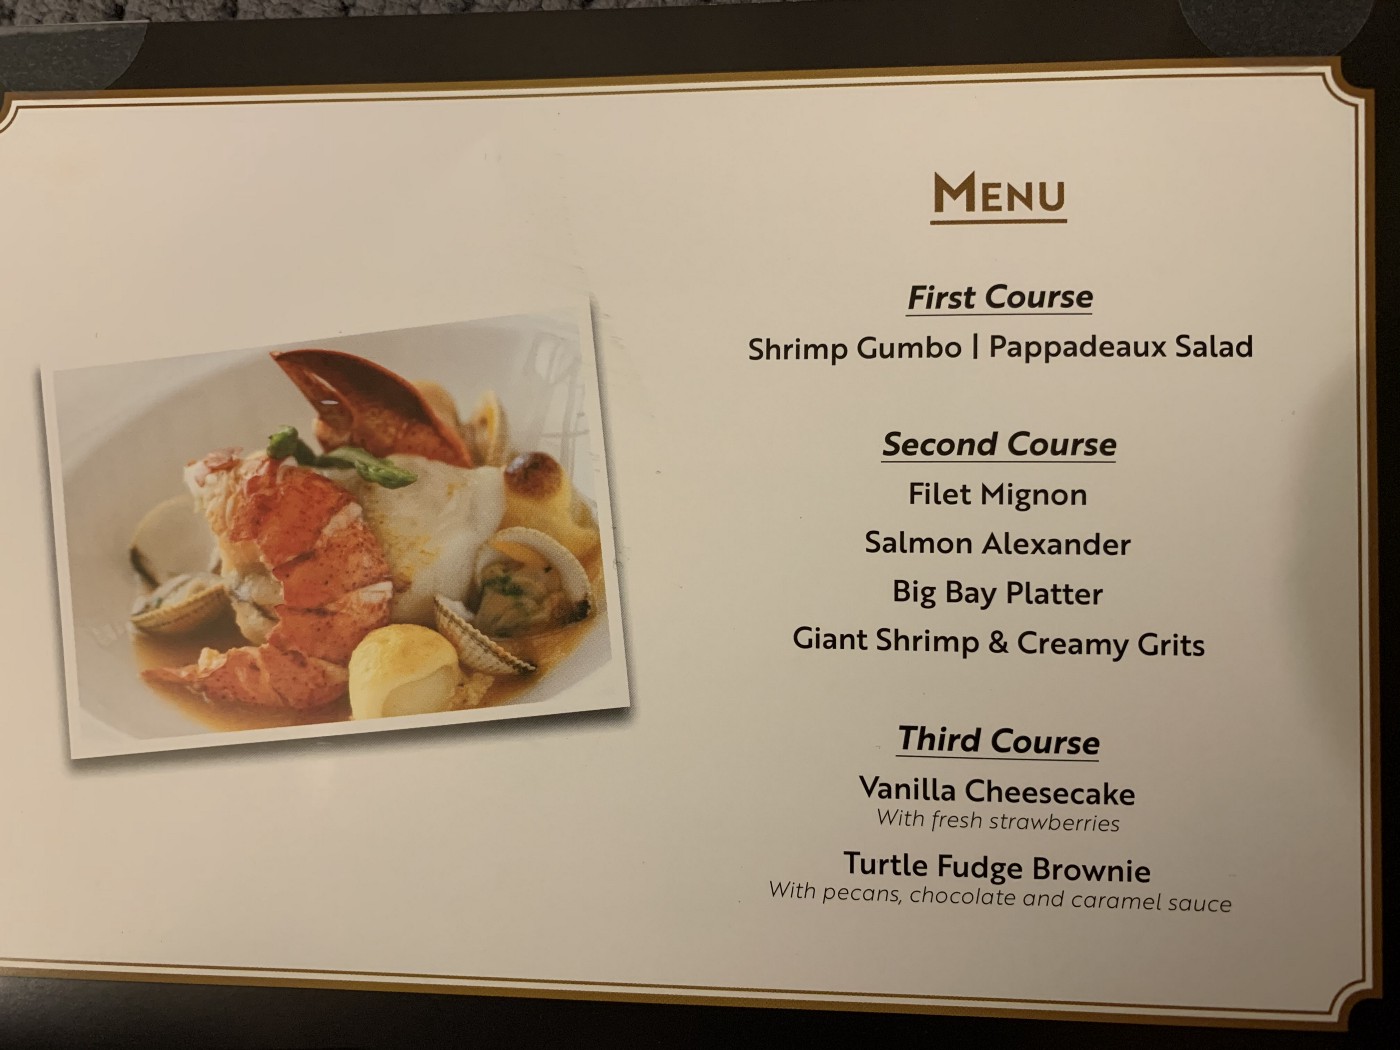 MENU
First Course
Shrimp Gumbo | Pappadeaux Salad
Second Course
Filet Mignon
Salmon Alexander
Big Bay Platter
Giant Shrimp & Creamy Grits
Third Course
Vanilla Cheesecake
With fresh strawberries
Turtle Fudge Brownie
With pecans, chocolate and caramel sauce